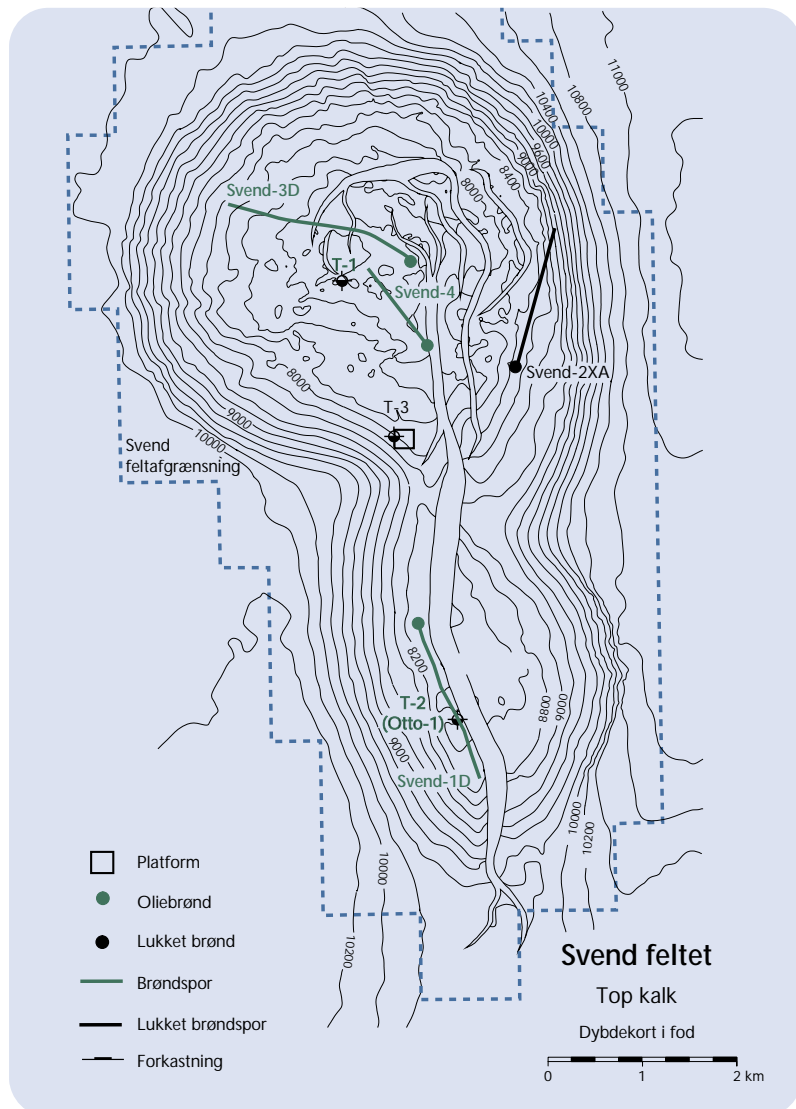 11000
10800
10400
10000
9600
9000
8400
8000
Svend-3D
T-1
Svend-4
Svend-2XA
8000
T-3
9000
10000
Svend
feltafgrænsning
8200
T-2
(Otto-1)
8800
9000
9000
Svend-1D
10000
10200
10000
10200
Platform
Oliebrønd
Lukket brønd
Brøndspor
Lukket brøndspor
Forkastning
Svend feltet
Top kalk
Dybdekort i fod
0 1 2 km